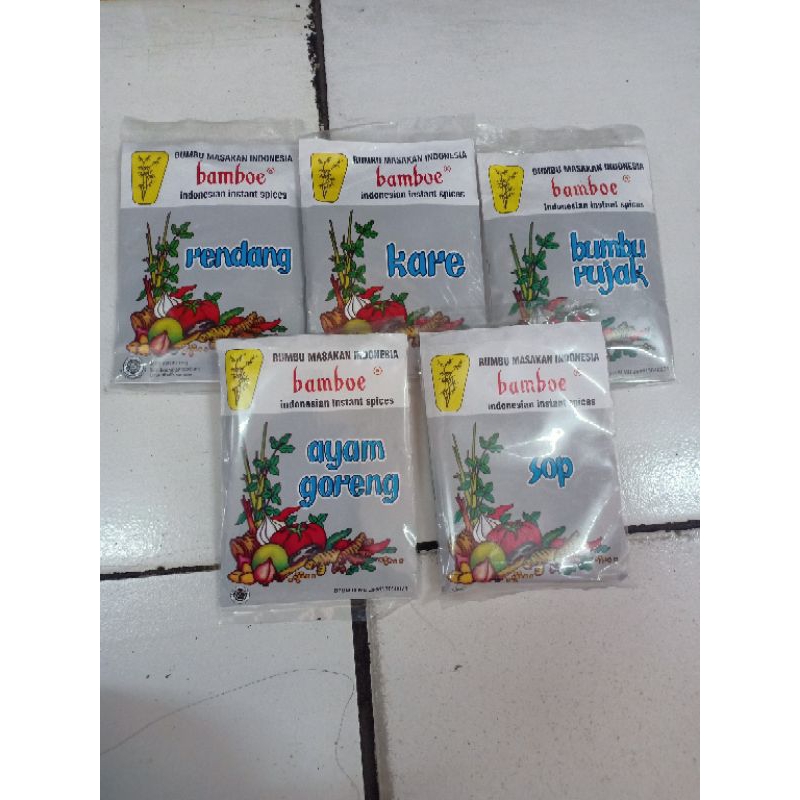 BUMBU MASAKAN INDONESIA
bamboe®
indonesian instant spices
rendang
BUMBU MASAKAN INDONESIA
bamboe®
indonesian instant spices
kare
BUMBU MASAKAN INDONESIA
bamboe®
indonesian instant spices
bumbu
rujak
BUMBU MASAKAN INDONESIA
bamboe®
indonesian instant spices
ayam
goreng
BUMBU MASAKAN INDONESIA
bamboe®
indonesian instant spices
sop